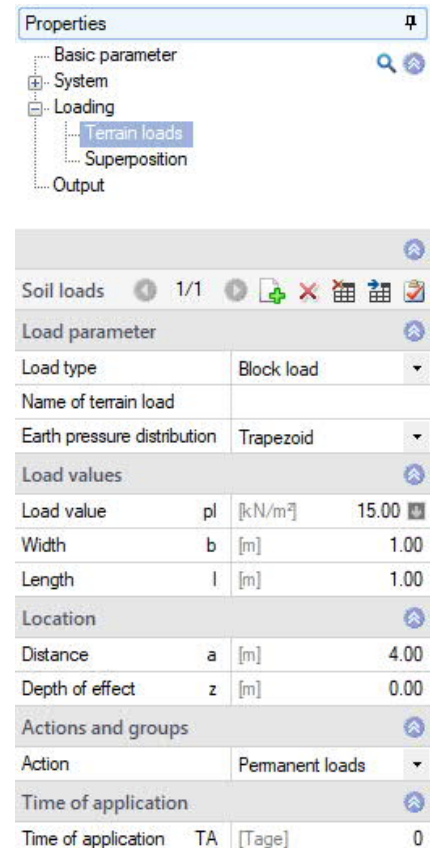 Properties
Basic parameter
System
Loading
Terrain loads
Superposition
Output
Soil loads 1/1
Load parameter
Load type Block load
Name of terrain load
Earth pressure distribution Trapezoid
Load values
Load value pl [kN/m²] 15.00
Width b [m] 1.00
Length l [m] 1.00
Location
Distance a [m] 4.00
Depth of effect z [m] 0.00
Actions and groups
Action Permanent loads
Time of application
Time of application TA [Tage] 0